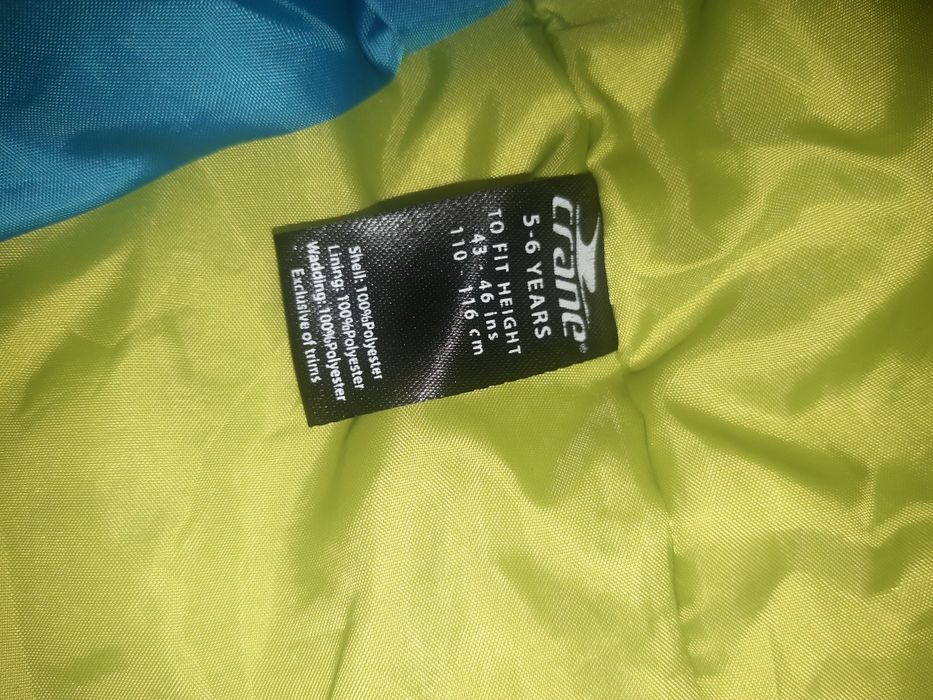 crane®
5-6 YEARS
TO FIT HEIGHT
43 - 46 ins
110 - 116 cm
Shell: 100%Polyester
Lining: 100%Polyester
Wadding:100%Polyester
Exclusive of trims